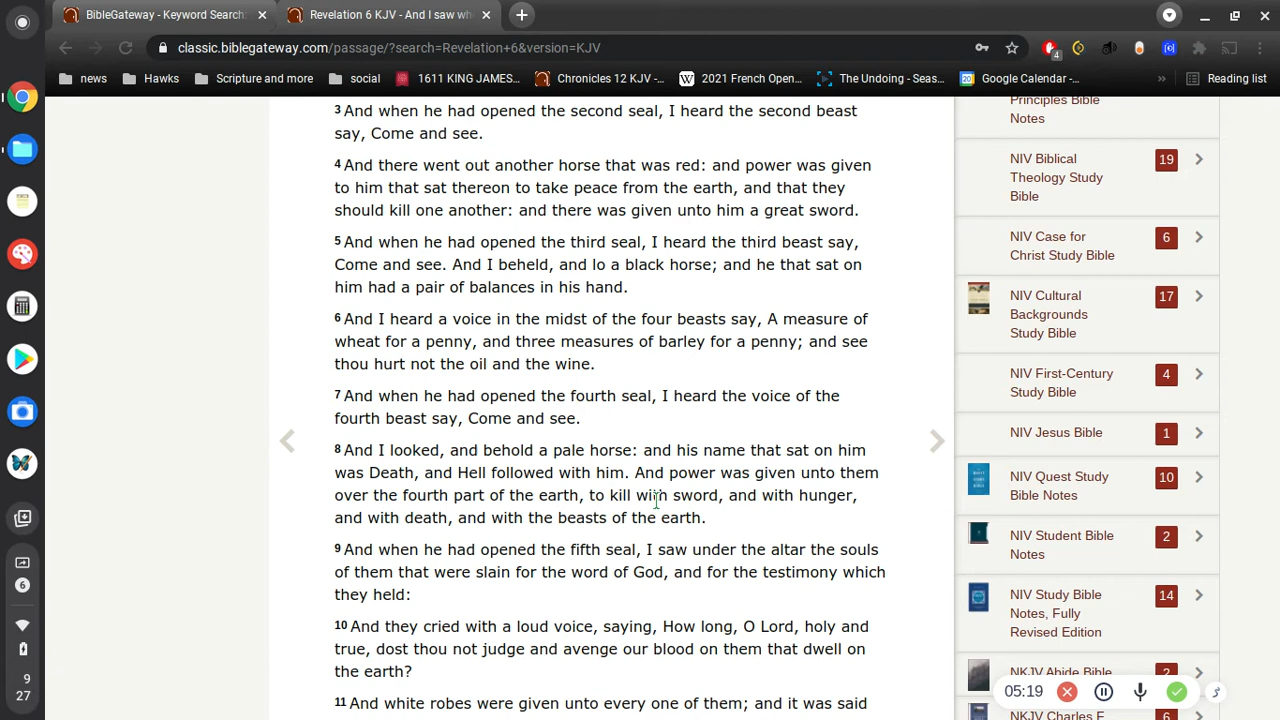 BibleGateway - Keyword Search:
Revelation 6 KJV - And I saw wh
classic.biblegateway.com/passage/?search=Revelation+6&version=KJV
4
news
Hawks
Scripture and more
social
1611 KING JAMES...
Chronicles 12 KJV -...
2021 French Open...
The Undoing - Seas...
20
Google Calendar -...
»
Reading list
3 And when he had opened the second seal, I heard the second beast
say, Come and see.
4 And there went out another horse that was red: and power was given
to him that sat thereon to take peace from the earth, and that they
should kill one another: and there was given unto him a great sword.
5 And when he had opened the third seal, I heard the third beast say,
Come and see. And I beheld, and lo a black horse; and he that sat on
him had a pair of balances in his hand.
6 And I heard a voice in the midst of the four beasts say, A measure of
wheat for a penny, and three measures of barley for a penny; and see
thou hurt not the oil and the wine.
7 And when he had opened the fourth seal, I heard the voice of the
fourth beast say, Come and see.
8 And I looked, and behold a pale horse: and his name that sat on him
was Death, and Hell followed with him. And power was given unto them
over the fourth part of the earth, to kill with sword, and with hunger,
and with death, and with the beasts of the earth.
9 And when he had opened the fifth seal, I saw under the altar the souls
of them that were slain for the word of God, and for the testimony which
they held:
10 And they cried with a loud voice, saying, How long, O Lord, holy and
true, dost thou not judge and avenge our blood on them that dwell on
the earth?
11 And white robes were given unto every one of them; and it was said
Principles Bible
Notes
NIV Biblical
Theology Study
Bible
19
NIV Case for
Christ Study Bible
6
NIV Cultural
Backgrounds
Study Bible
17
NIV First-Century
Study Bible
4
NIV Jesus Bible
1
NIV Quest Study
Bible Notes
10
NIV Student Bible
Notes
2
NIV Study Bible
Notes, Fully
Revised Edition
14
NKJV Abide Bible
2
NKJV Charles F.
6
05:19
6
9
27